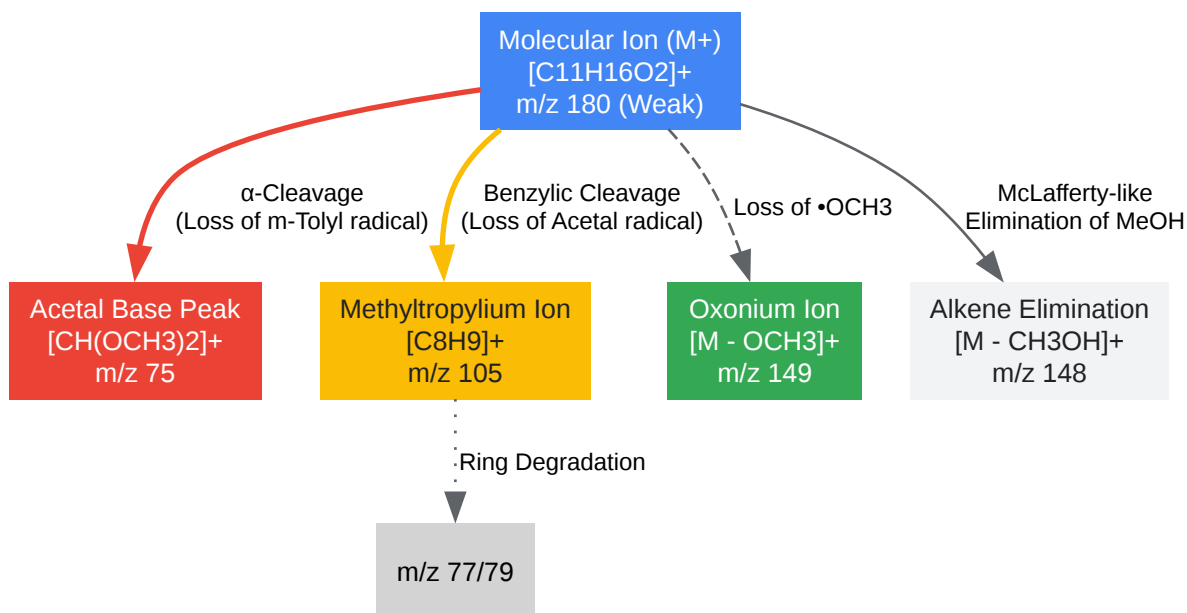 Molecular Ion (M+)
[C11H16O2]+
m/z 180 (Weak)
α-Cleavage
(Loss of m-Tolyl radical)
Benzylic Cleavage
(Loss of Acetal radical)
Loss of •OCH3
McLafferty-like
Elimination of MeOH
Acetal Base Peak
[CH(OCH3)2]+
m/z 75
Methyltropylium Ion
[C8H9]+
m/z 105
Oxonium Ion
[M - OCH3]+
m/z 149
Alkene Elimination
[M - CH3OH]+
m/z 148
Ring Degradation
m/z 77/79